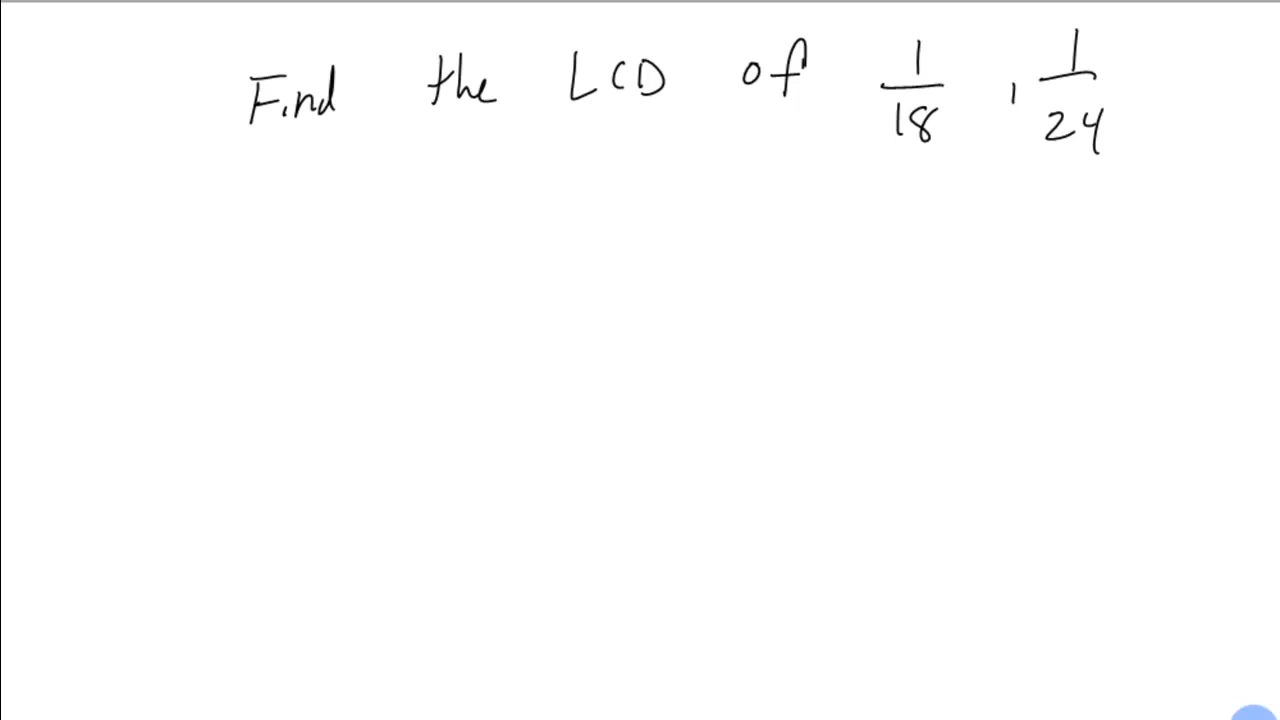 Find the LCD of 1/18 , 1/24